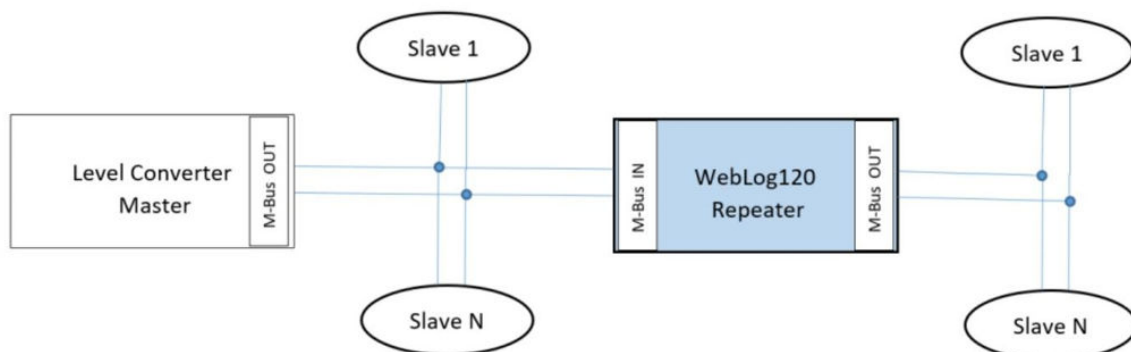 Slave 1
Slave 1
Level Converter
Master
M-Bus OUT
M-Bus IN
WebLog120
Repeater
M-Bus OUT
Slave N
Slave N